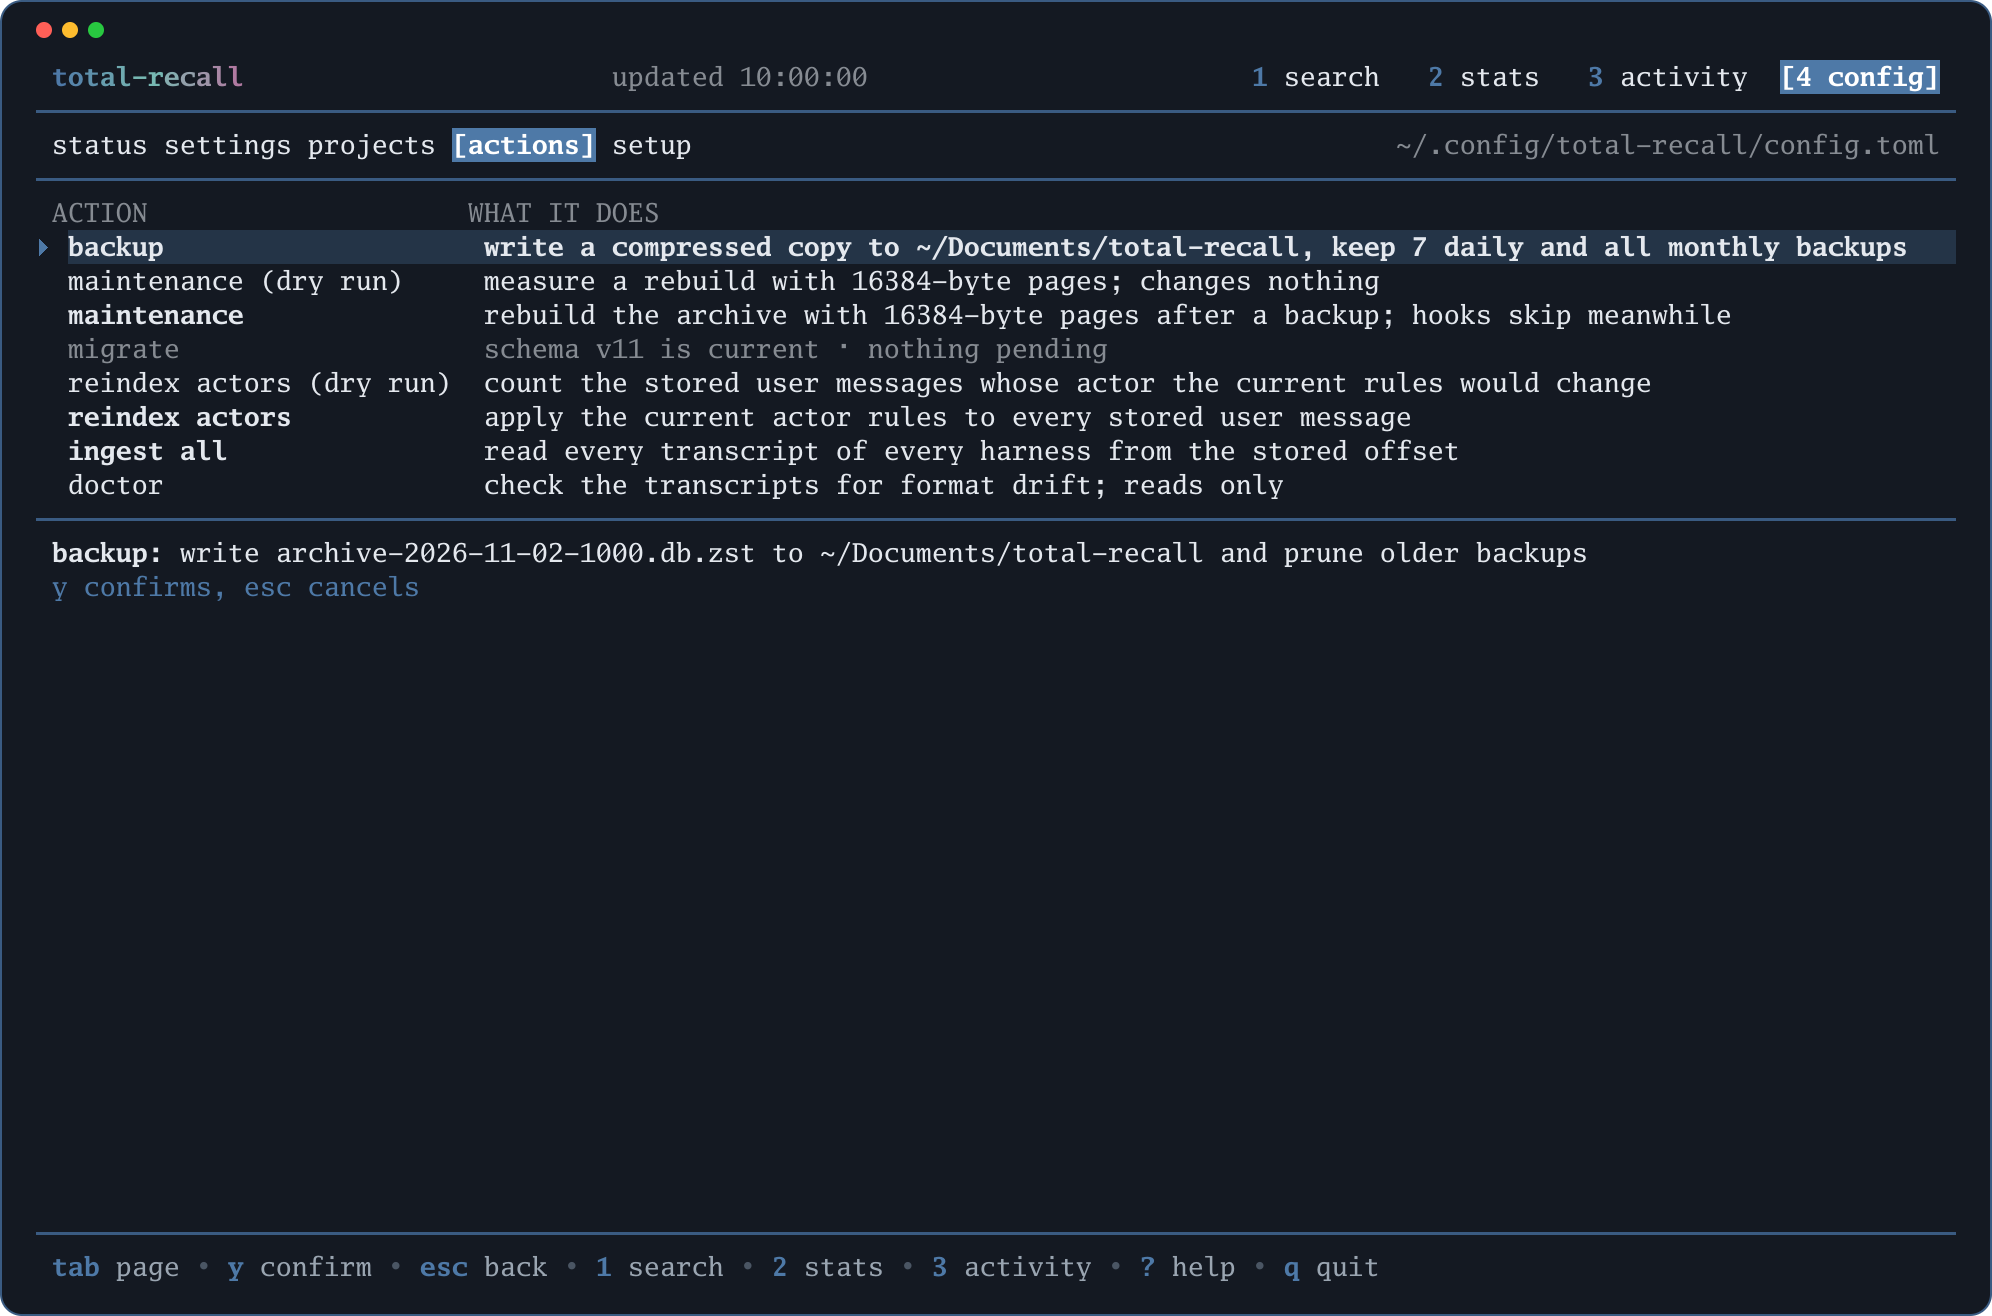 total-recall updated 10:00:00 1 search 2 stats 3 activity [4 config]
status settings projects [actions] setup ~/.config/total-recall/config.toml
ACTION WHAT IT DOES
backup write a compressed copy to ~/Documents/total-recall, keep 7 daily and all monthly backups
maintenance (dry run) measure a rebuild with 16384-byte pages; changes nothing
maintenance rebuild the archive with 16384-byte pages after a backup; hooks skip meanwhile
migrate schema v11 is current · nothing pending
reindex actors (dry run) count the stored user messages whose actor the current rules would change
reindex actors apply the current actor rules to every stored user message
ingest all read every transcript of every harness from the stored offset
doctor check the transcripts for format drift; reads only
backup: write archive-2026-11-02-1000.db.zst to ~/Documents/total-recall and prune older backups
y confirms, esc cancels
tab page • y confirm • esc back • 1 search • 2 stats • 3 activity • ? help • q quit